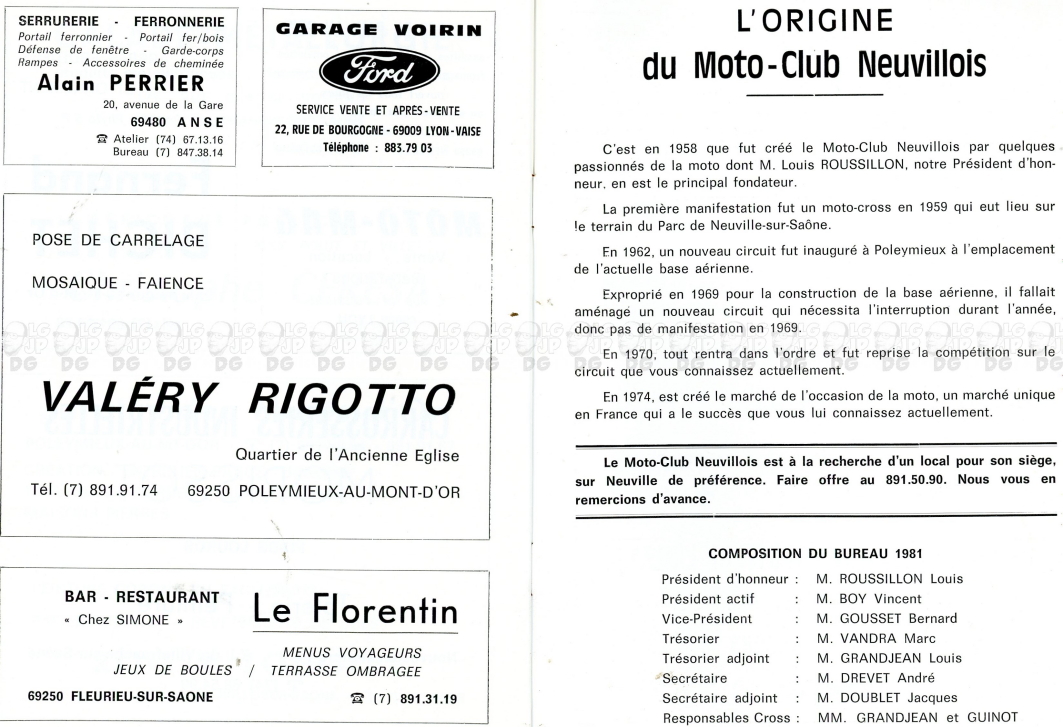 SERRURERIE - FERRONNERIE
Portail ferronnier - Portail fer/bois
Défense de fenêtre - Garde-corps
Rampes - Accessoires de cheminée
Alain PERRIER
20, avenue de la Gare
69480 ANSE
☎ Atelier (74) 67.13.16
Bureau (7) 847.38.14
GARAGE VOIRIN
Ford
SERVICE VENTE ET APRÈS-VENTE
22, RUE DE BOURGOGNE - 69009 LYON-VAISE
Téléphone : 883.79 03
POSE DE CARRELAGE
MOSAIQUE - FAIENCE
VALÉRY RIGOTTO
Quartier de l'Ancienne Eglise
Tél. (7) 891.91.74 69250 POLEYMIEUX-AU-MONT-D'OR
BAR - RESTAURANT
« Chez SIMONE »
Le Florentin
MENUS VOYAGEURS
JEUX DE BOULES / TERRASSE OMBRAGEE
69250 FLEURIEU-SUR-SAONE ☎ (7) 891.31.19
L'ORIGINE
du Moto-Club Neuvillois
C'est en 1958 que fut créé le Moto-Club Neuvillois par quelques
passionnés de la moto dont M. Louis ROUSSILLON, notre Président d'hon-
neur, en est le principal fondateur.
La première manifestation fut un moto-cross en 1959 qui eut lieu sur
le terrain du Parc de Neuville-sur-Saône.
En 1962, un nouveau circuit fut inauguré à Poleymieux à l'emplacement
de l'actuelle base aérienne.
Exproprié en 1969 pour la construction de la base aérienne, il fallait
aménagé un nouveau circuit qui nécessita l'interruption durant l'année,
donc pas de manifestation en 1969.
En 1970, tout rentra dans l'ordre et fut reprise la compétition sur le
circuit que vous connaissez actuellement.
En 1974, est créé le marché de l'occasion de la moto, un marché unique
en France qui a le succès que vous lui connaissez actuellement.
Le Moto-Club Neuvillois est à la recherche d'un local pour son siège,
sur Neuville de préférence. Faire offre au 891.50.90. Nous vous en
remercions d'avance.
COMPOSITION DU BUREAU 1981
Président d'honneur : M. ROUSSILLON Louis
Président actif : M. BOY Vincent
Vice-Président : M. GOUSSET Bernard
Trésorier : M. VANDRA Marc
Trésorier adjoint : M. GRANDJEAN Louis
Secrétaire : M. DREVET André
Secrétaire adjoint : M. DOUBLET Jacques
Responsables Cross : MM. GRANDJEAN et GUINOT